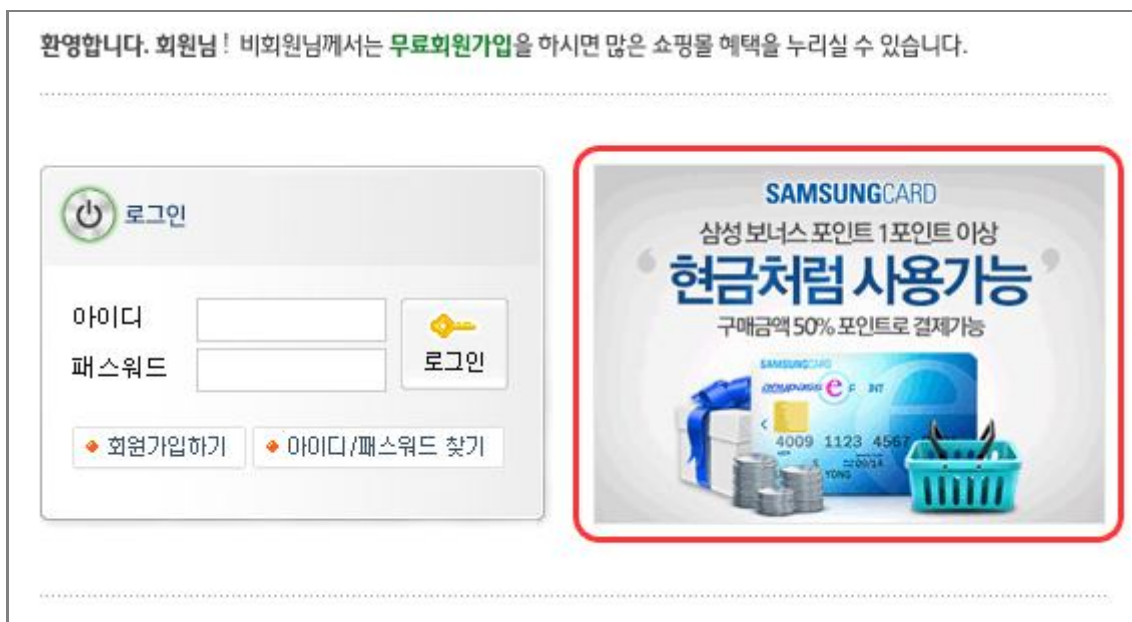 환영합니다. 회원님! 비회원님께서는 무료회원가입을 하시면 많은 쇼핑몰 혜택을 누리실 수 있습니다.
로그인
아이디
패스워드
로그인
회원가입하기
아이디/패스워드 찾기
SAMSUNGCARD
삼성 보너스 포인트 1포인트 이상
‘현금처럼 사용가능’
구매금액 50% 포인트로 결제가능
SAMSUNGCARD
anypass e
4009 1123 4567
09/14
YONG